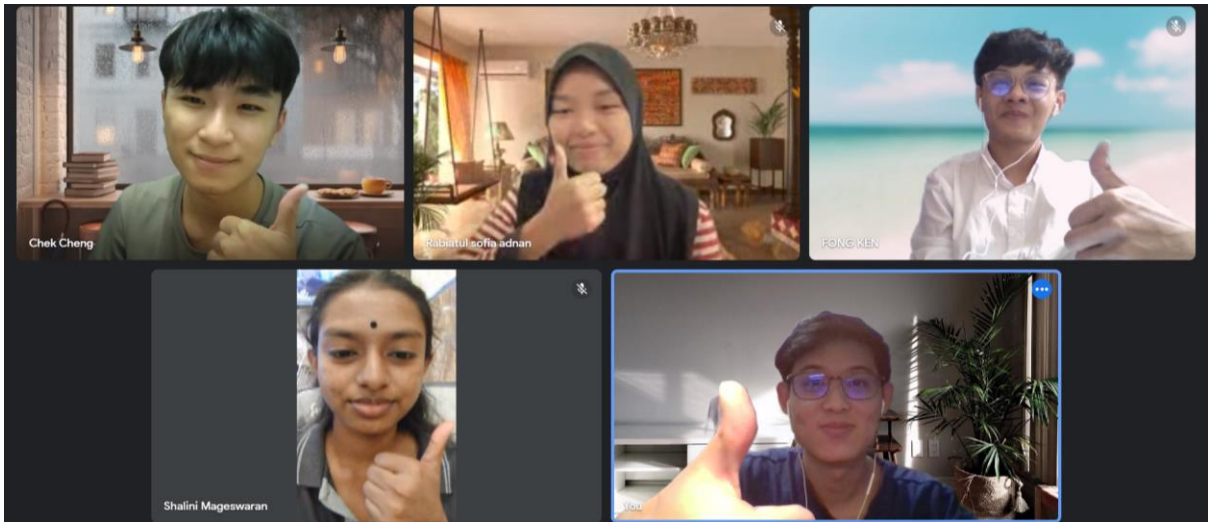 Chek Cheng
Rabiatul sofia adnan
FONG KEN
Shalini Mageswaran
You